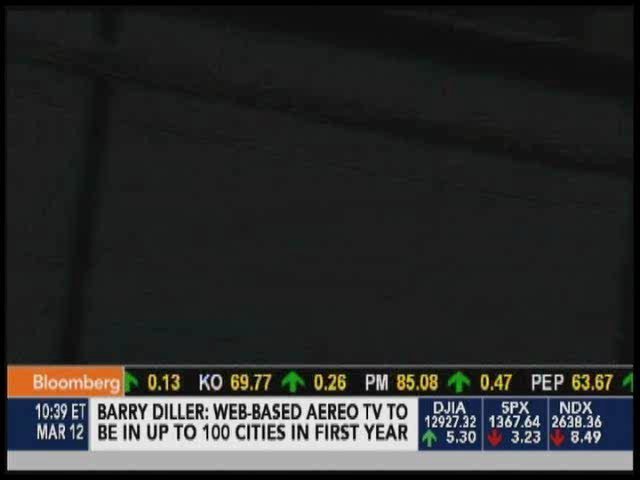 Bloomberg 0.13 KO 69.77 0.26 PM 85.08 0.47 PEP 63.67
10:39 ET
MAR 12
BARRY DILLER: WEB-BASED AEREO TV TO
BE IN UP TO 100 CITIES IN FIRST YEAR
DJIA
12927.32
5.30
SPX
1367.64
3.23
NDX
2638.36
8.49